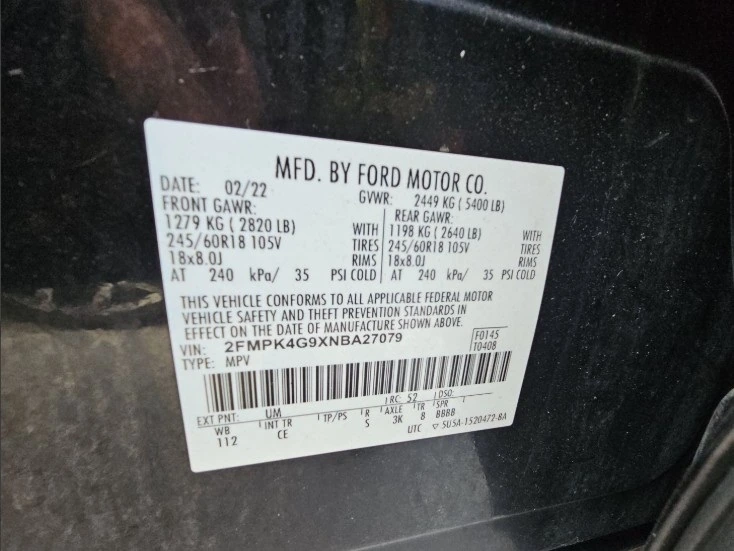 MFD. BY FORD MOTOR CO.
DATE: 02/22 GVWR: 2449 KG ( 5400 LB)
FRONT GAWR: REAR GAWR:
1279 KG ( 2820 LB) WITH 1198 KG ( 2640 LB) WITH
245/60R18 105V TIRES 245/60R18 105V TIRES
18x8.0J RIMS 18x8.0J RIMS
AT 240 kPa/ 35 PSI COLD AT 240 kPa/ 35 PSI COLD
THIS VEHICLE CONFORMS TO ALL APPLICABLE FEDERAL MOTOR
VEHICLE SAFETY AND THEFT PREVENTION STANDARDS IN
EFFECT ON THE DATE OF MANUFACTURE SHOWN ABOVE.
VIN: 2FMPK4G9XNBA27079 F0145
TYPE: MPV T0408
EXT PNT: UM RC: 52 DSO:
WB INT TR TP/PS R AXLE TR SPR
112 CE S 3K B BBBB
UTC ▽ 5U5A-1520472-BA